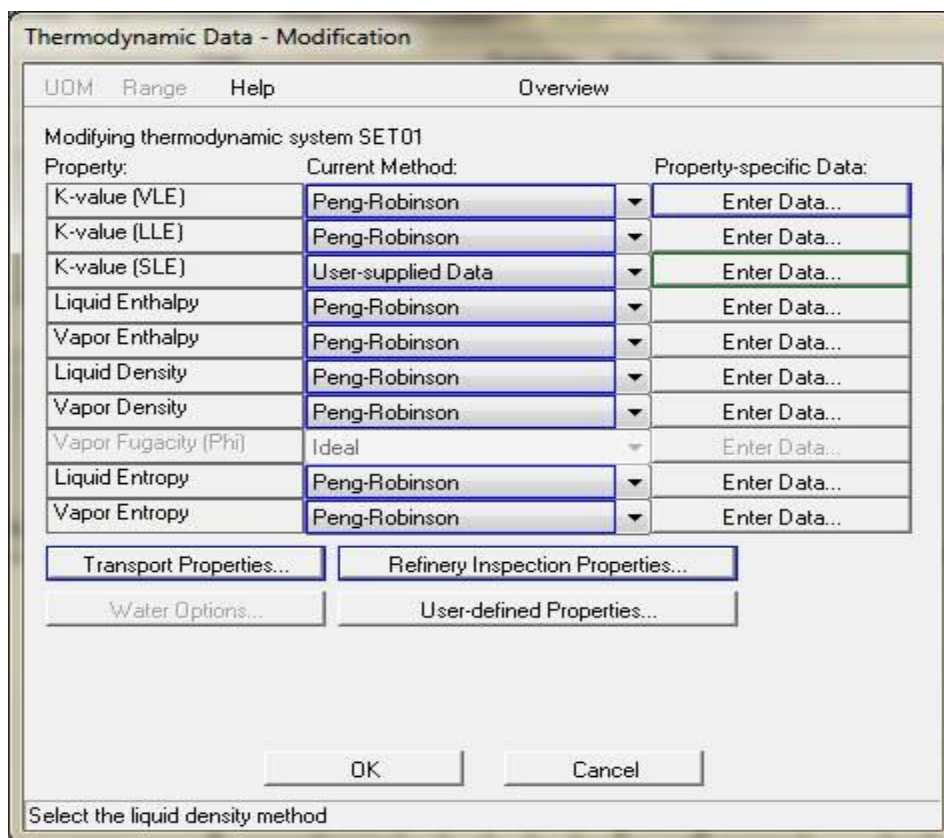 Thermodynamic Data - Modification
UOM Range Help Overview
Modifying thermodynamic system SET01
Property: Current Method: Property-specific Data:
K-value (VLE) Peng-Robinson Enter Data...
K-value (LLE) Peng-Robinson Enter Data...
K-value (SLE) User-supplied Data Enter Data...
Liquid Enthalpy Peng-Robinson Enter Data...
Vapor Enthalpy Peng-Robinson Enter Data...
Liquid Density Peng-Robinson Enter Data...
Vapor Density Peng-Robinson Enter Data...
Vapor Fugacity (Phi) Ideal Enter Data...
Liquid Entropy Peng-Robinson Enter Data...
Vapor Entropy Peng-Robinson Enter Data...
Transport Properties... Refinery Inspection Properties...
Water Options... User-defined Properties...
OK Cancel
Select the liquid density method